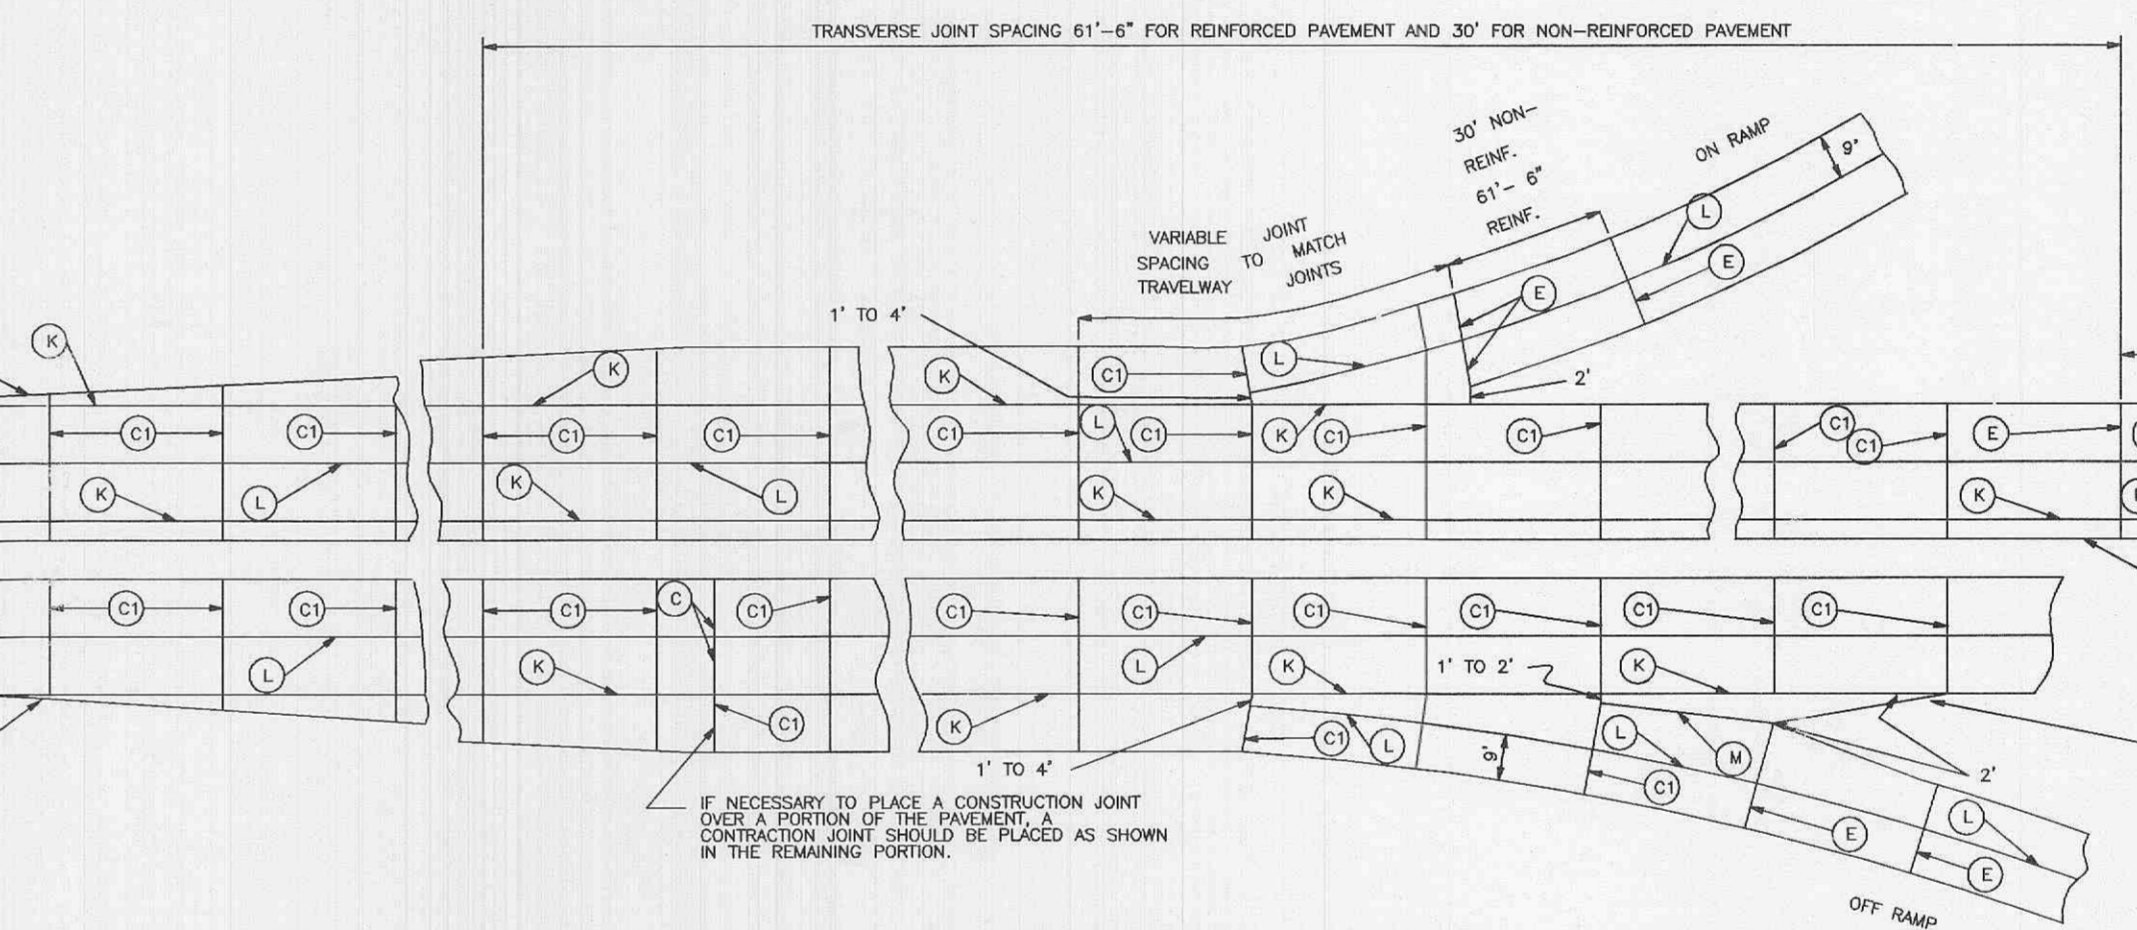 TRANSVERSE JOINT SPACING 61'-6" FOR REINFORCED PAVEMENT AND 30' FOR NON-REINFORCED PAVEMENT
30' NON-
REINF.
61'- 6"
REINF.
ON RAMP
9'
L
E
VARIABLE JOINT
SPACING TO MATCH
TRAVELWAY JOINTS
E
1' TO 4'
K
K
K
C1
L
2'
C1
C1
C1
C1
C1
L
C1
K
C1
C1
C1
C1
E
K
L
K
L
K
K
K
C1
C1
C1
C
C1
C1
C1
C1
C1
C1
C1
L
K
L
K
1' TO 2'
K
C1
K
C1
L
9'
L
M
C1
2'
1' TO 4'
IF NECESSARY TO PLACE A CONSTRUCTION JOINT
OVER A PORTION OF THE PAVEMENT, A
CONTRACTION JOINT SHOULD BE PLACED AS SHOWN
IN THE REMAINING PORTION.
E
L
E
OFF RAMP